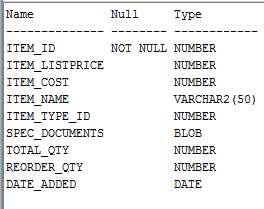 Name            Null     Type
--------------- -------- ------------
ITEM_ID         NOT NULL NUMBER
ITEM_LISTPRICE           NUMBER
ITEM_COST                NUMBER
ITEM_NAME                VARCHAR2(50)
ITEM_TYPE_ID             NUMBER
SPEC_DOCUMENTS           BLOB
TOTAL_QTY                NUMBER
REORDER_QTY              NUMBER
DATE_ADDED               DATE